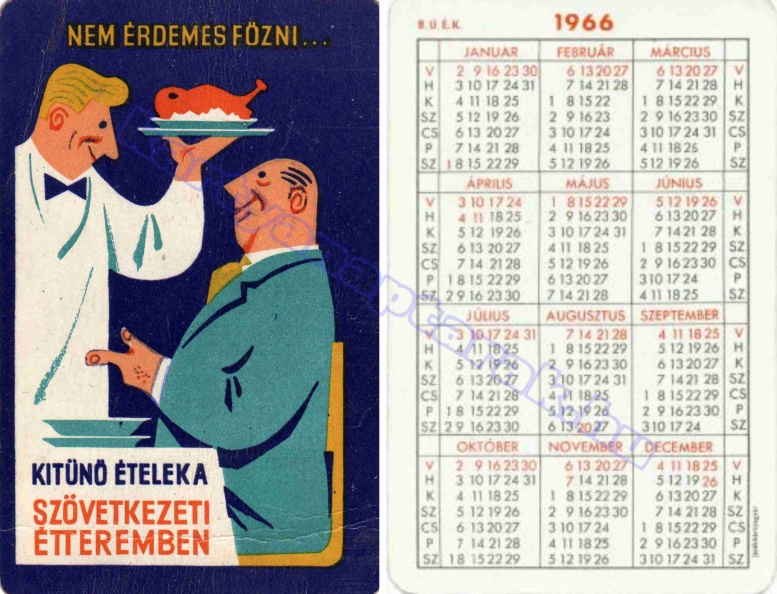 NEM ÉRDEMES FŐZNI...
KITÜNŐ ÉTELEK A
SZÖVETKEZETI
ÉTTEREMBEN
B. Ú. É. K. 1966
JANUÁR FEBRUÁR MÁRCIUS
V 2 9 16 23 30 6 13 20 27 6 13 20 27 V
H 3 10 17 24 31 7 14 21 28 7 14 21 28 H
K 4 11 18 25 1 8 15 22 1 8 15 22 29 K
SZ 5 12 19 26 2 9 16 23 2 9 16 23 30 SZ
CS 6 13 20 27 3 10 17 24 3 10 17 24 31 CS
P 7 14 21 28 4 11 18 25 4 11 18 25 P
SZ 1 8 15 22 29 5 12 19 26 5 12 19 26 SZ
ÁPRILIS MÁJUS JÚNIUS
V 3 10 17 24 1 8 15 22 29 5 12 19 26 V
H 4 11 18 25 2 9 16 23 30 6 13 20 27 H
K 5 12 19 26 3 10 17 24 31 7 14 21 28 K
SZ 6 13 20 27 4 11 18 25 1 8 15 22 29 SZ
CS 7 14 21 28 5 12 19 26 2 9 16 23 30 CS
P 1 8 15 22 29 6 13 20 27 3 10 17 24 P
SZ 2 9 16 23 30 7 14 21 28 4 11 18 25 SZ
JÚLIUS AUGUSZTUS SZEPTEMBER
V 3 10 17 24 31 7 14 21 28 4 11 18 25 V
H 4 11 18 25 1 8 15 22 29 5 12 19 26 H
K 5 12 19 26 2 9 16 23 30 6 13 20 27 K
SZ 6 13 20 27 3 10 17 24 31 7 14 21 28 SZ
CS 7 14 21 28 4 11 18 25 1 8 15 22 29 CS
P 1 8 15 22 29 5 12 19 26 2 9 16 23 30 P
SZ 2 9 16 23 30 6 13 20 27 3 10 17 24 SZ
OKTÓBER NOVEMBER DECEMBER
V 2 9 16 23 30 6 13 20 27 4 11 18 25 V
H 3 10 17 24 31 7 14 21 28 5 12 19 26 H
K 4 11 18 25 1 8 15 22 29 6 13 20 27 K
SZ 5 12 19 26 2 9 16 23 30 7 14 21 28 SZ
CS 6 13 20 27 3 10 17 24 1 8 15 22 29 CS
P 7 14 21 28 4 11 18 25 2 9 16 23 30 P
SZ 1 8 15 22 29 5 12 19 26 3 10 17 24 31 SZ